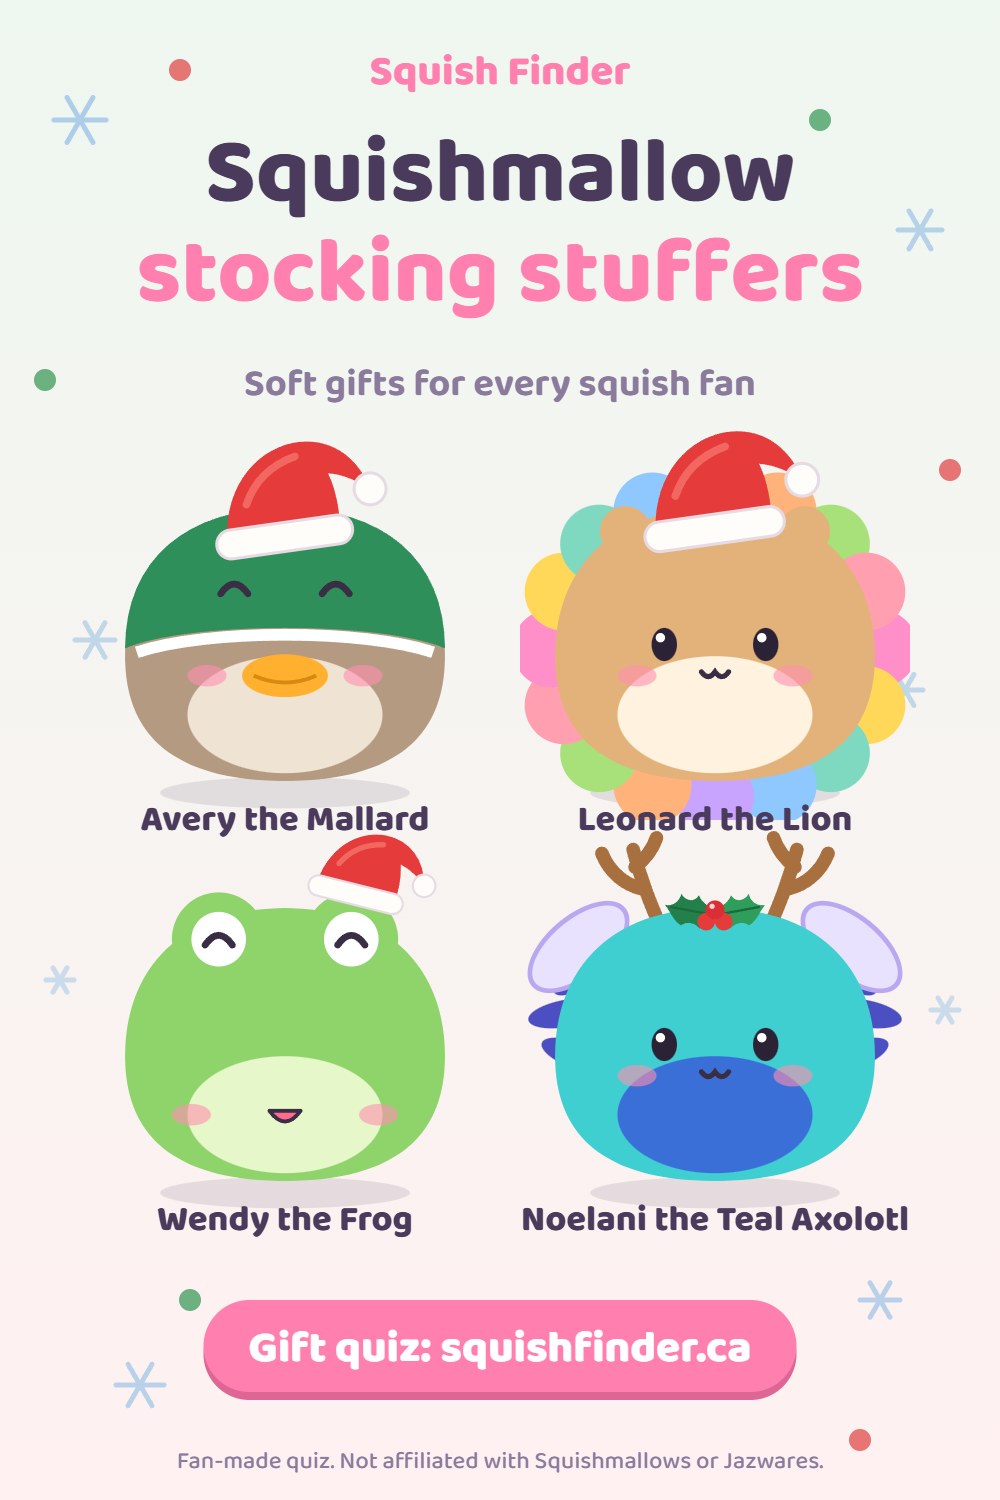 Squish Finder
Squishmallow
stocking stuffers
Soft gifts for every squish fan
Avery the Mallard
Leonard the Lion
Wendy the Frog
Noelani the Teal Axolotl
Gift quiz: squishfinder.ca
Fan-made quiz. Not affiliated with Squishmallows or Jazwares.